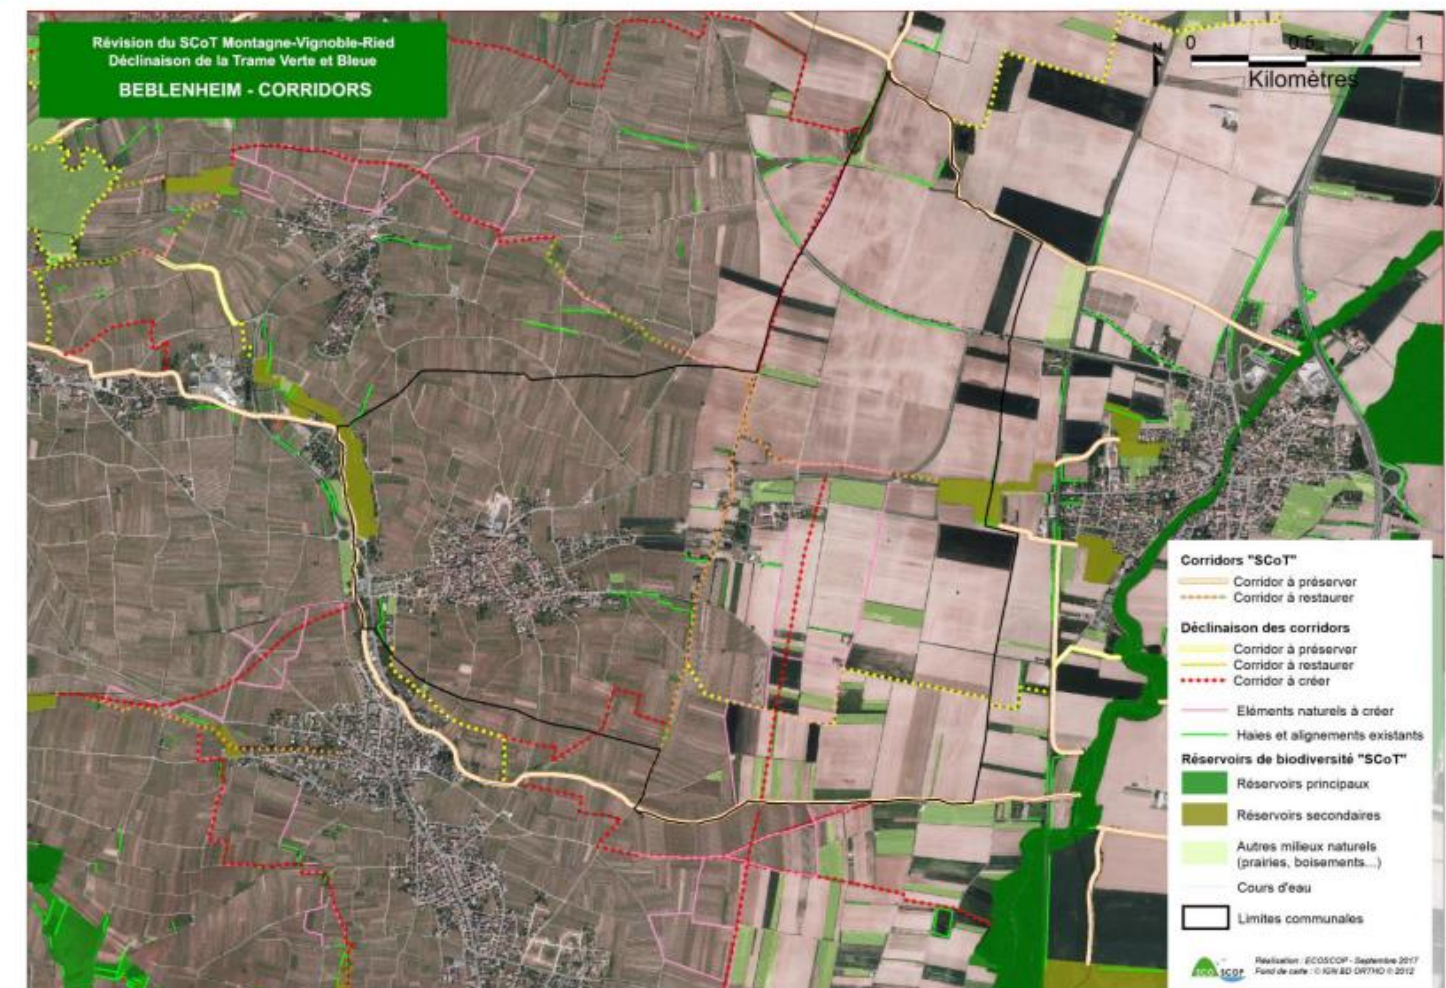 Révision du SCoT Montagne-Vignoble-Ried
Déclinaison de la Trame Verte et Bleue
BEBLENHEIM - CORRIDORS
N
0 0,5 1
Kilomètres
Corridors "SCoT"
Corridor à préserver
Corridor à restaurer
Déclinaison des corridors
Corridor à préserver
Corridor à restaurer
Corridor à créer
Eléments naturels à créer
Haies et alignements existants
Réservoirs de biodiversité "SCoT"
Réservoirs principaux
Réservoirs secondaires
Autres milieux naturels
(prairies, boisements...)
Cours d'eau
Limites communales
ECOSCOP
Réalisation : ECOSCOP - Septembre 2017
Fond de carte : © IGN BD ORTHO © 2012